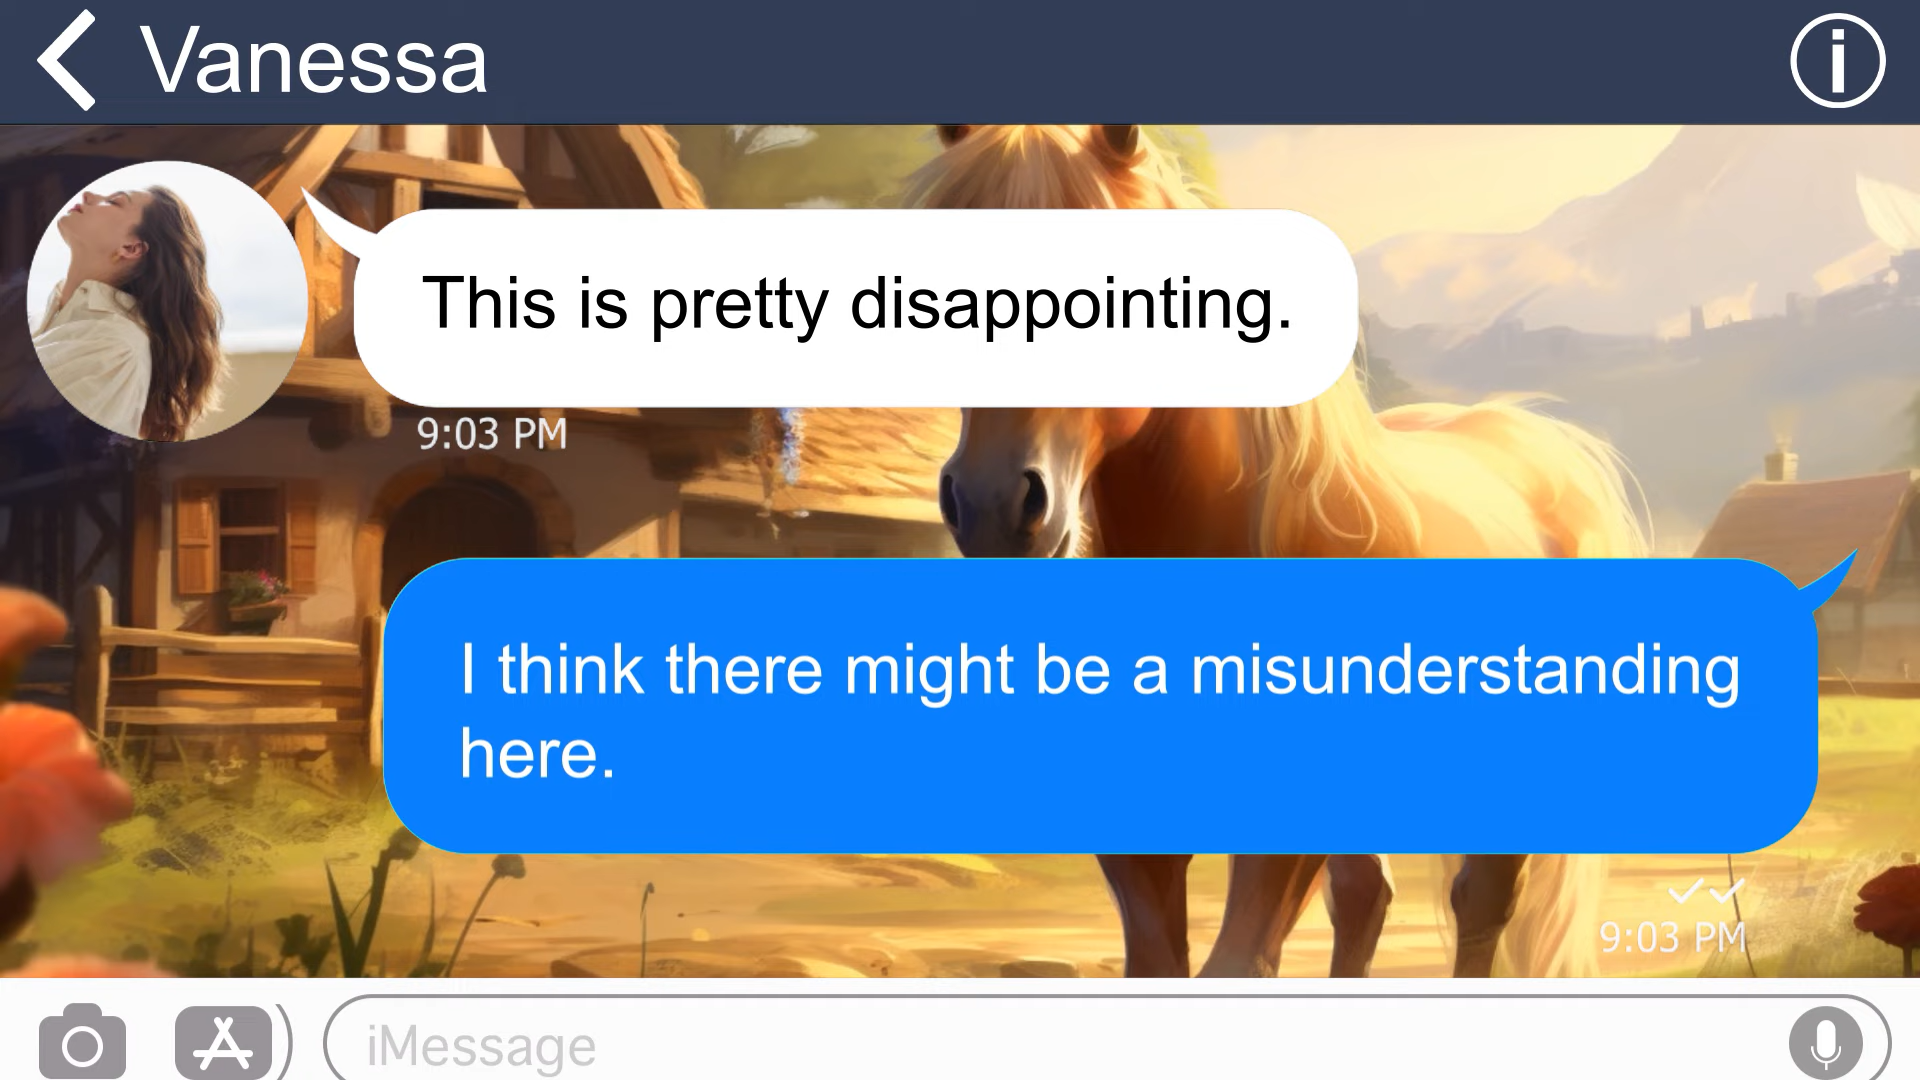 Vanessa
This is pretty disappointing.
9:03 PM
I think there might be a misunderstanding
here.
9:03 PM
iMessage